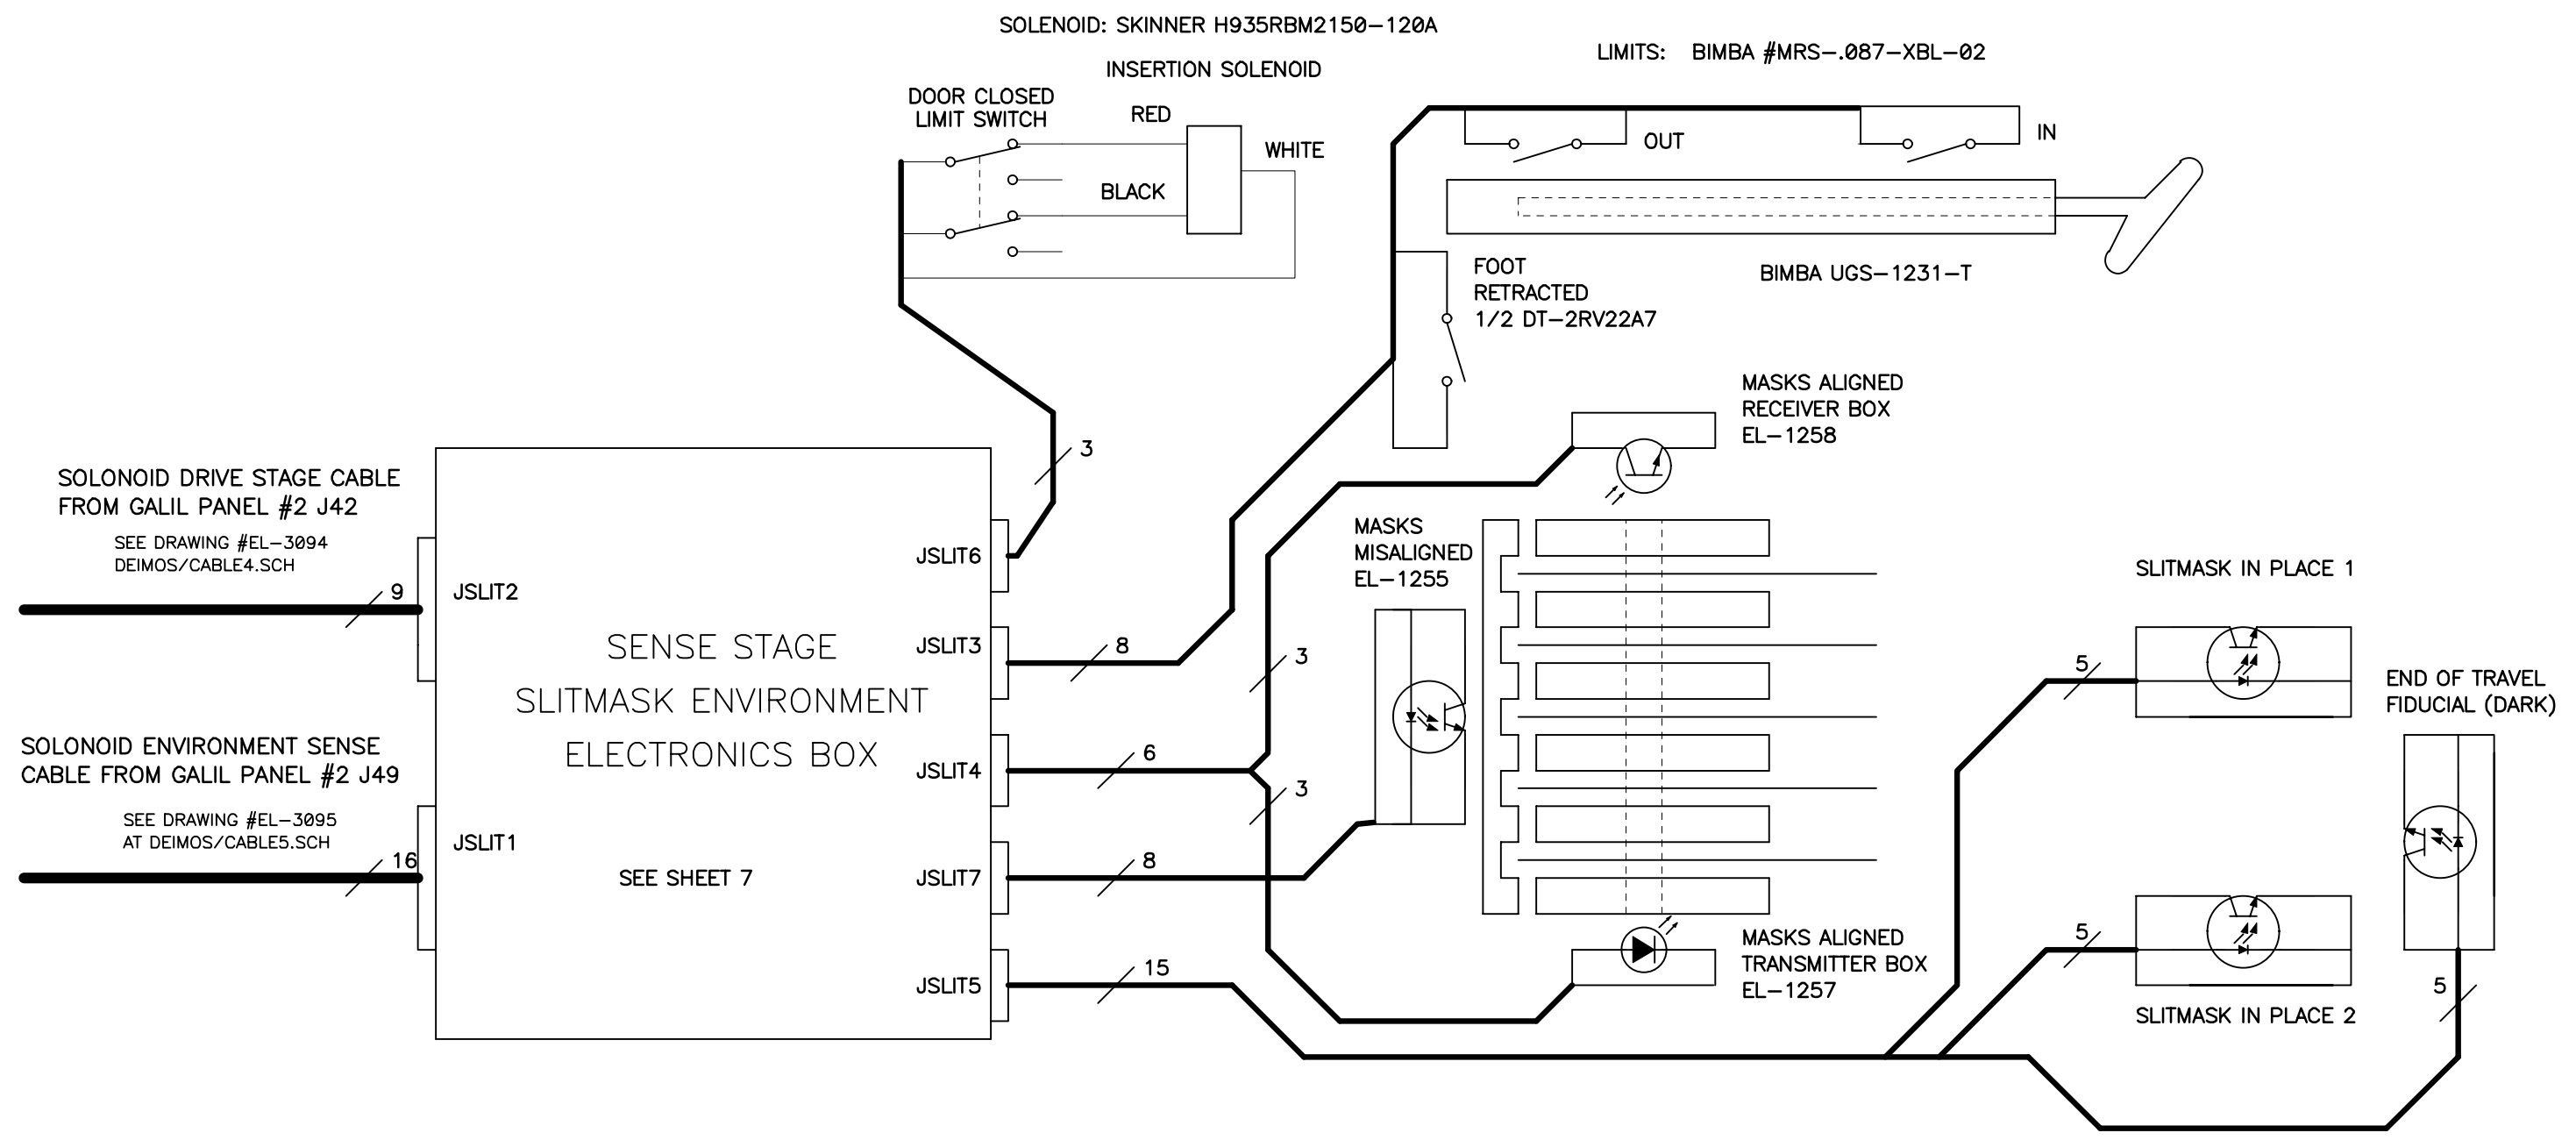 SOLENOID: SKINNER H935RBM2150-120A
LIMITS: BIMBA #MRS-.087-XBL-02
INSERTION SOLENOID
DOOR CLOSED
LIMIT SWITCH
RED
WHITE
BLACK
OUT
IN
FOOT
RETRACTED
1/2 DT-2RV22A7
BIMBA UGS-1231-T
MASKS ALIGNED
RECEIVER BOX
EL-1258
3
SOLONOID DRIVE STAGE CABLE
FROM GALIL PANEL #2 J42
SEE DRAWING #EL-3094
DEIMOS/CABLE4.SCH
9
JSLIT2
SOLONOID ENVIRONMENT SENSE
CABLE FROM GALIL PANEL #2 J49
SEE DRAWING #EL-3095
AT DEIMOS/CABLE5.SCH
16
JSLIT1
SENSE STAGE
SLITMASK ENVIRONMENT
ELECTRONICS BOX
SEE SHEET 7
JSLIT6
JSLIT3
JSLIT4
JSLIT7
JSLIT5
8
6
8
15
3
3
MASKS
MISALIGNED
EL-1255
MASKS ALIGNED
TRANSMITTER BOX
EL-1257
SLITMASK IN PLACE 1
5
END OF TRAVEL
FIDUCIAL (DARK)
5
SLITMASK IN PLACE 2
5